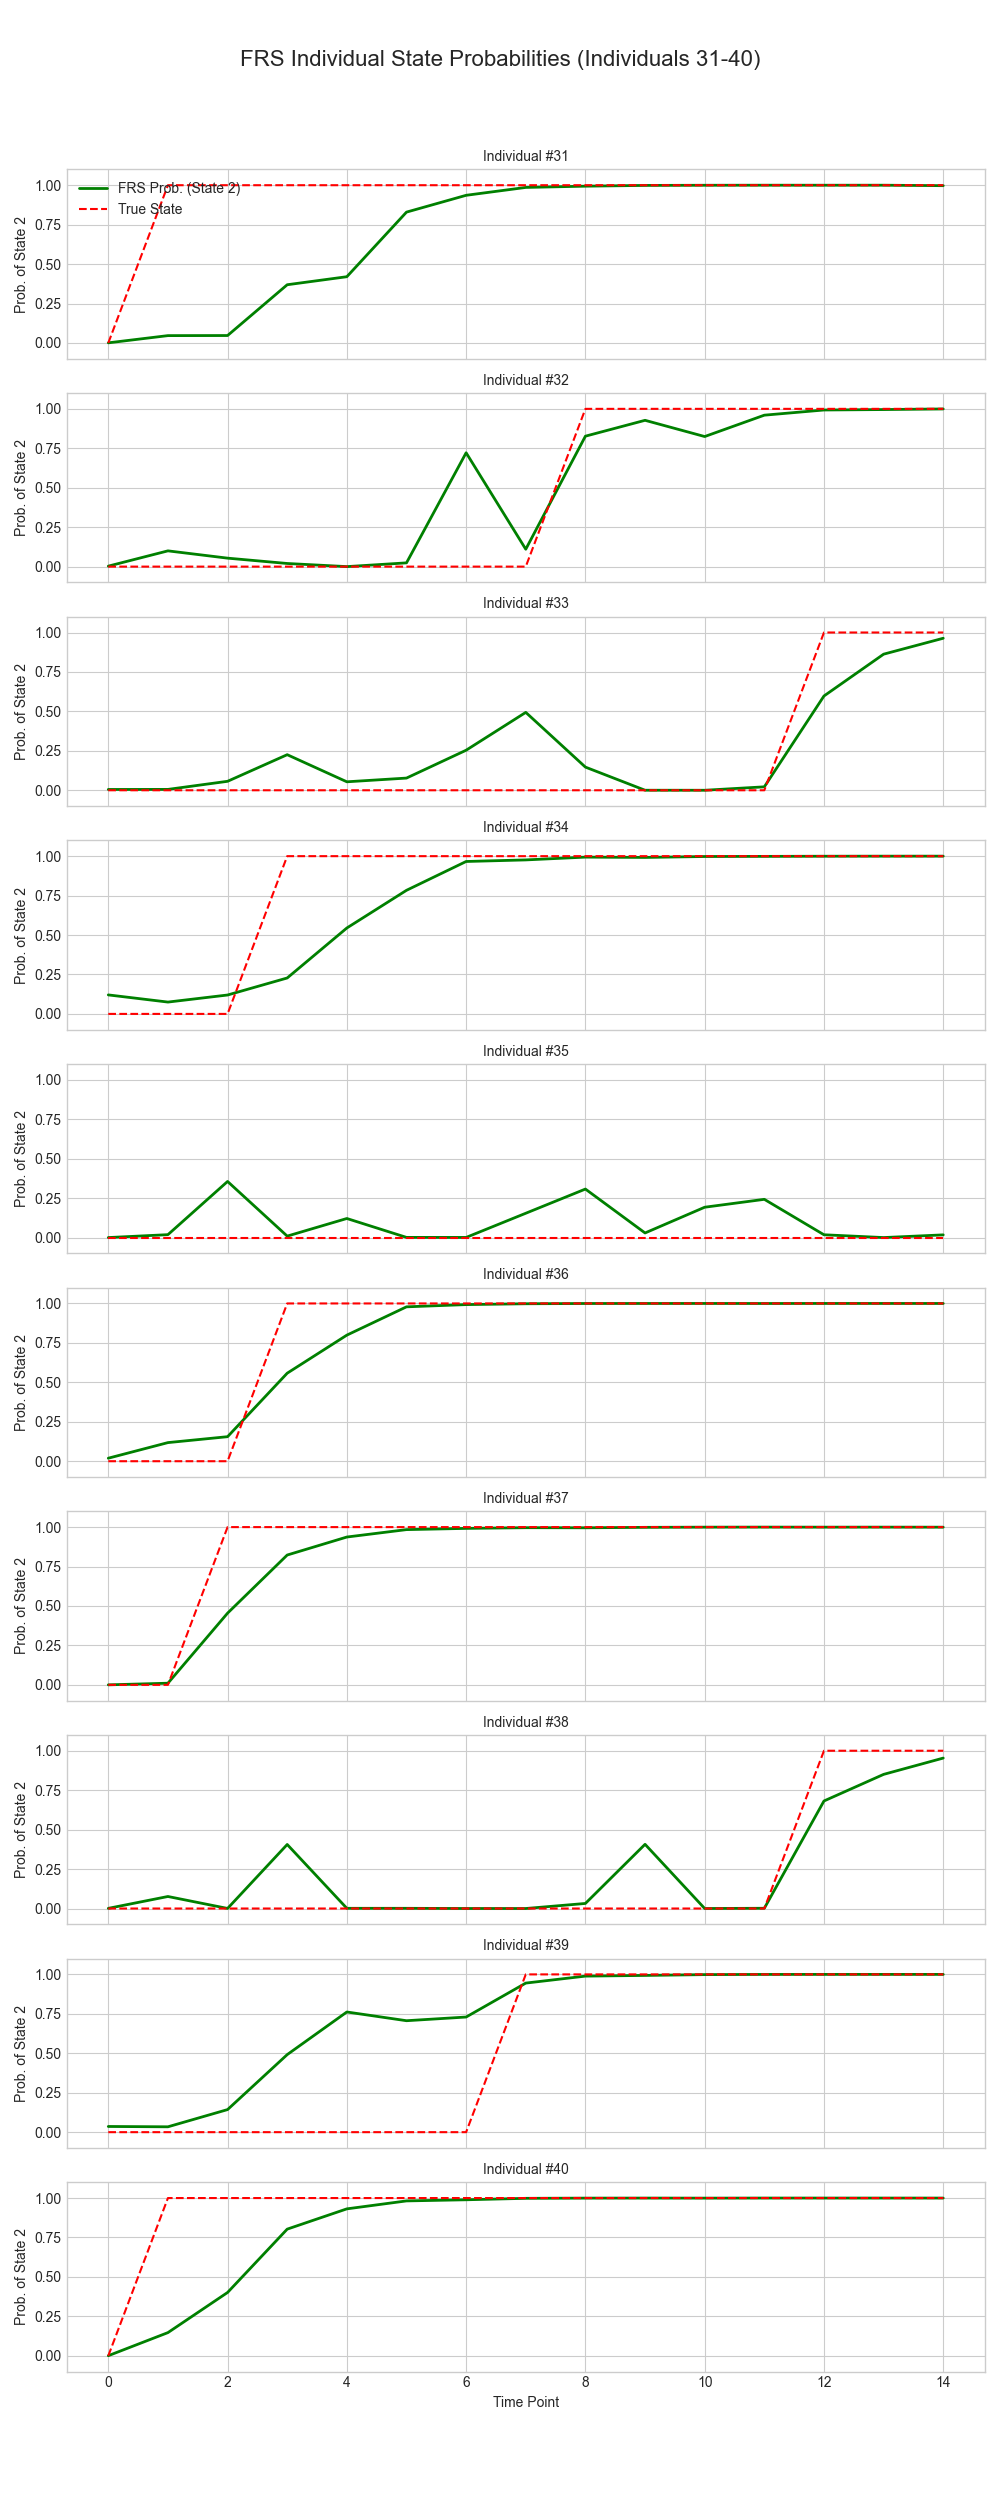 FRS Individual State Probabilities (Individuals 31-40)
Individual #31
Prob. of State 2
1.00
0.75
0.50
0.25
0.00
FRS Prob. (State 2)
True State
Individual #32
Prob. of State 2
1.00
0.75
0.50
0.25
0.00
Individual #33
Prob. of State 2
1.00
0.75
0.50
0.25
0.00
Individual #34
Prob. of State 2
1.00
0.75
0.50
0.25
0.00
Individual #35
Prob. of State 2
1.00
0.75
0.50
0.25
0.00
Individual #36
Prob. of State 2
1.00
0.75
0.50
0.25
0.00
Individual #37
Prob. of State 2
1.00
0.75
0.50
0.25
0.00
Individual #38
Prob. of State 2
1.00
0.75
0.50
0.25
0.00
Individual #39
Prob. of State 2
1.00
0.75
0.50
0.25
0.00
Individual #40
Prob. of State 2
1.00
0.75
0.50
0.25
0.00
0 2 4 6 8 10 12 14
Time Point